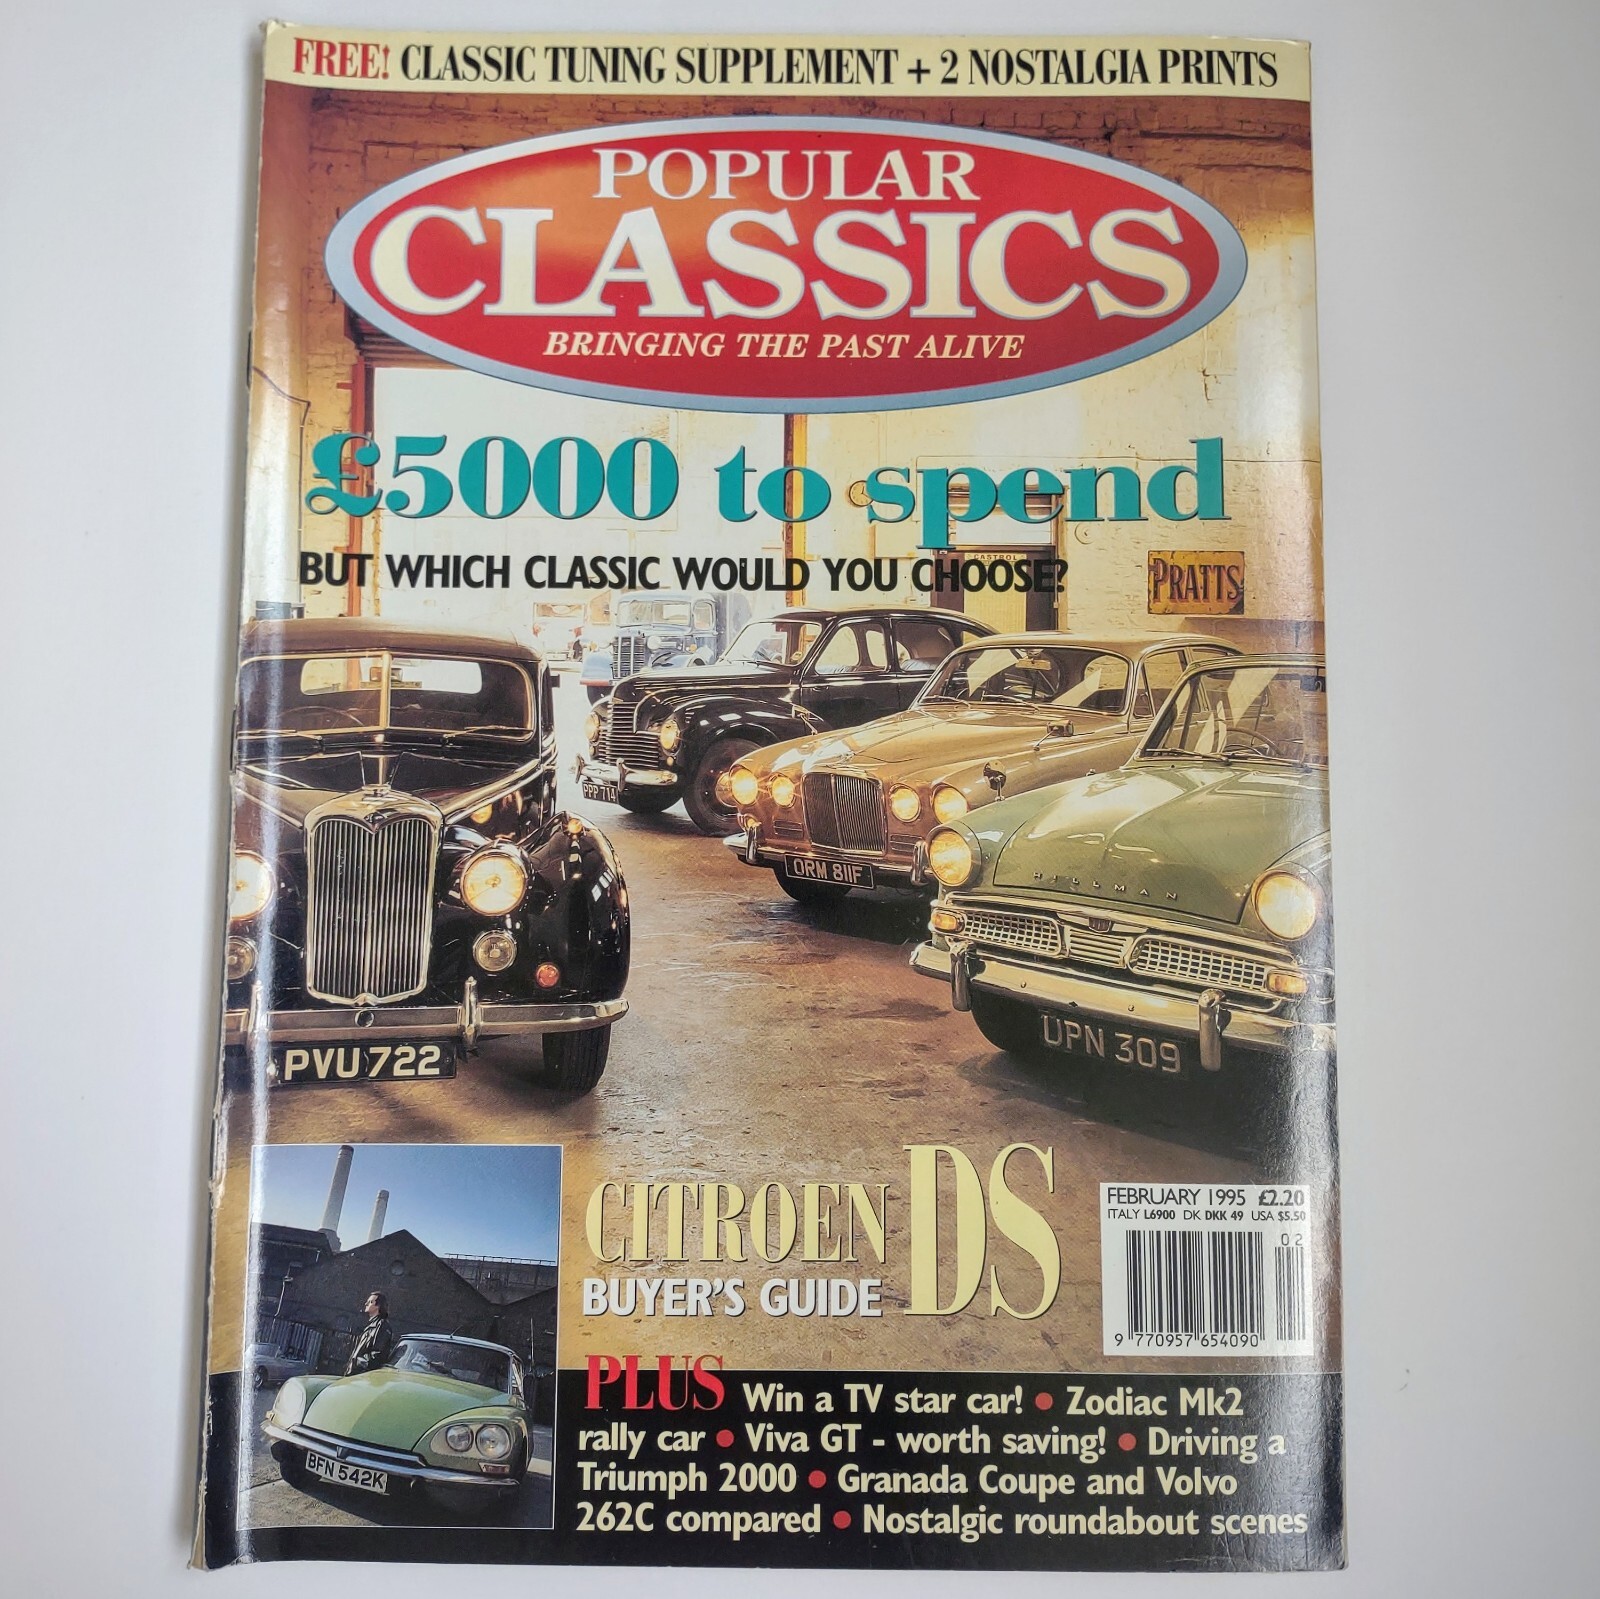 FREE! CLASSIC TUNING SUPPLEMENT + 2 NOSTALGIA PRINTS
POPULAR
CLASSICS
BRINGING THE PAST ALIVE
£5000 to spend
BUT WHICH CLASSIC WOULD YOU CHOOSE?
CASTROL
PRATTS
PPP 714
ORM 811F
HILLMAN
UPN 309
PVU 722
CITROEN DS
BUYER'S GUIDE
FEBRUARY 1995 £2.20
ITALY L6900 DK DKK 49 USA $5.50
02
9 770957 654090
BFN 542K
PLUS Win a TV star car! • Zodiac Mk2
rally car • Viva GT - worth saving! • Driving a
Triumph 2000 • Granada Coupe and Volvo
262C compared • Nostalgic roundabout scenes